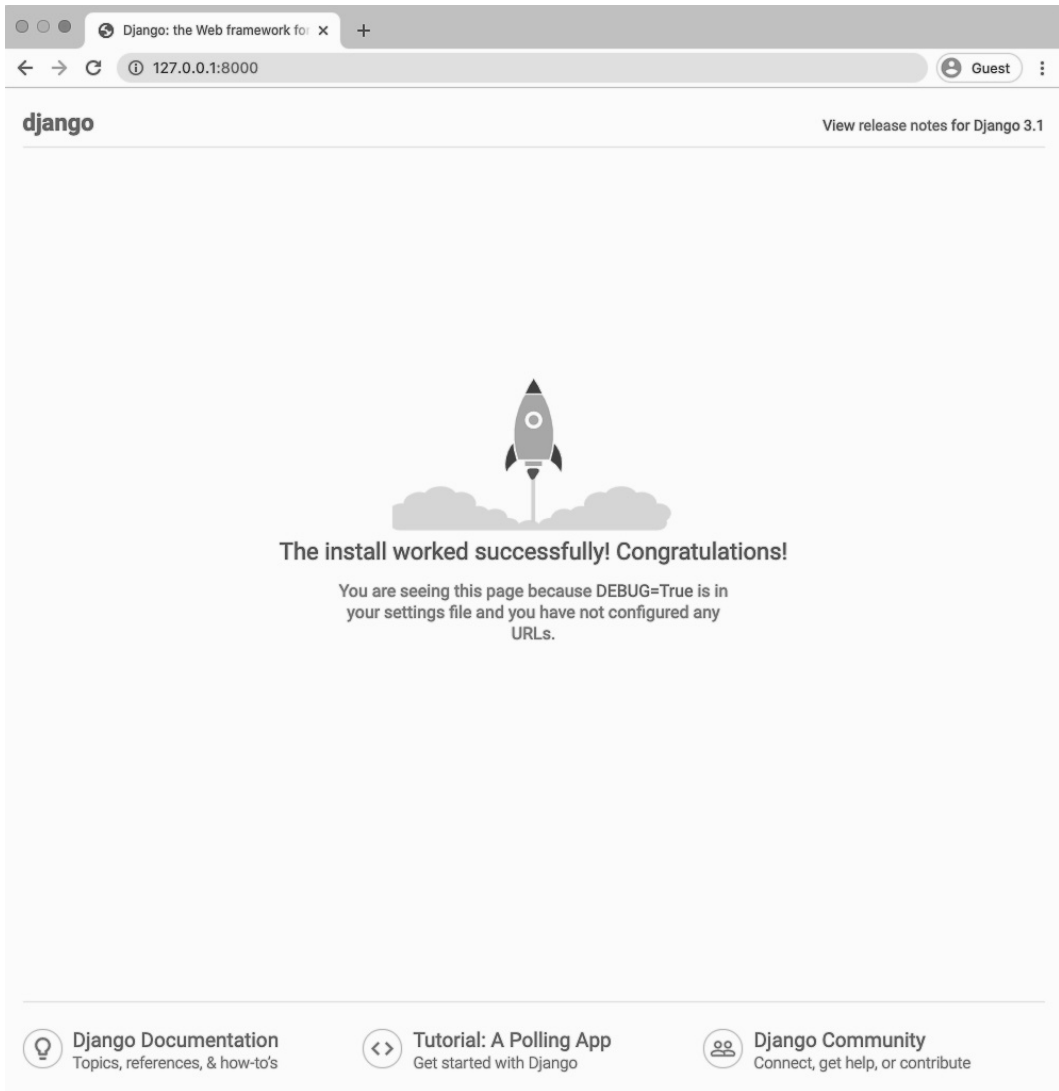 Django: the Web framework for
127.0.0.1:8000
Guest
django
View release notes for Django 3.1
The install worked successfully! Congratulations!
You are seeing this page because DEBUG=True is in
your settings file and you have not configured any
URLs.
Django Documentation
Topics, references, & how-to's
Tutorial: A Polling App
Get started with Django
Django Community
Connect, get help, or contribute